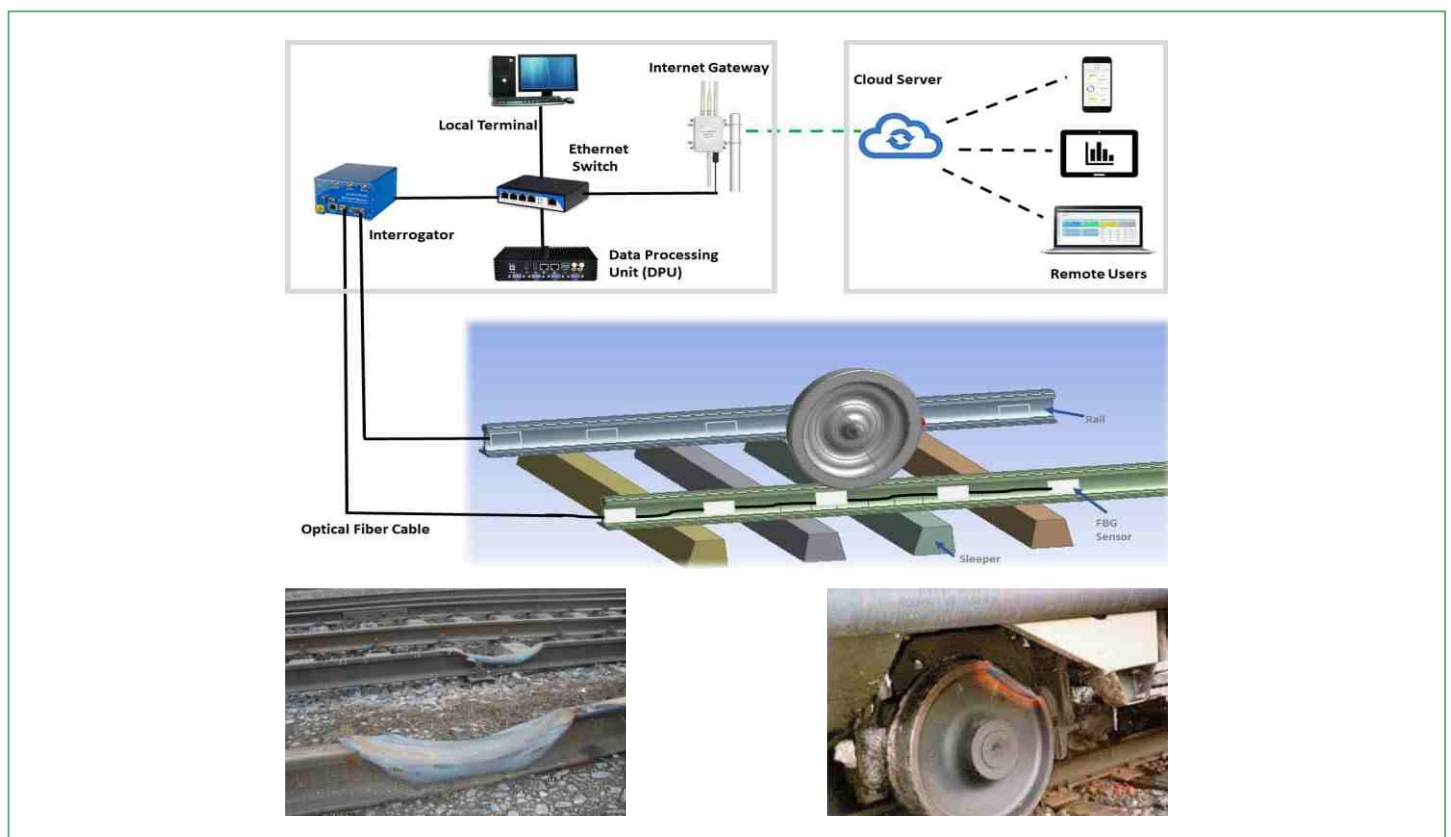 Internet Gateway
Cloud Server
Local Terminal
Ethernet
Switch
Interrogator
Data Processing
Unit (DPU)
Remote Users
Rail
Optical Fiber Cable
FBG
Sensor
Sleeper